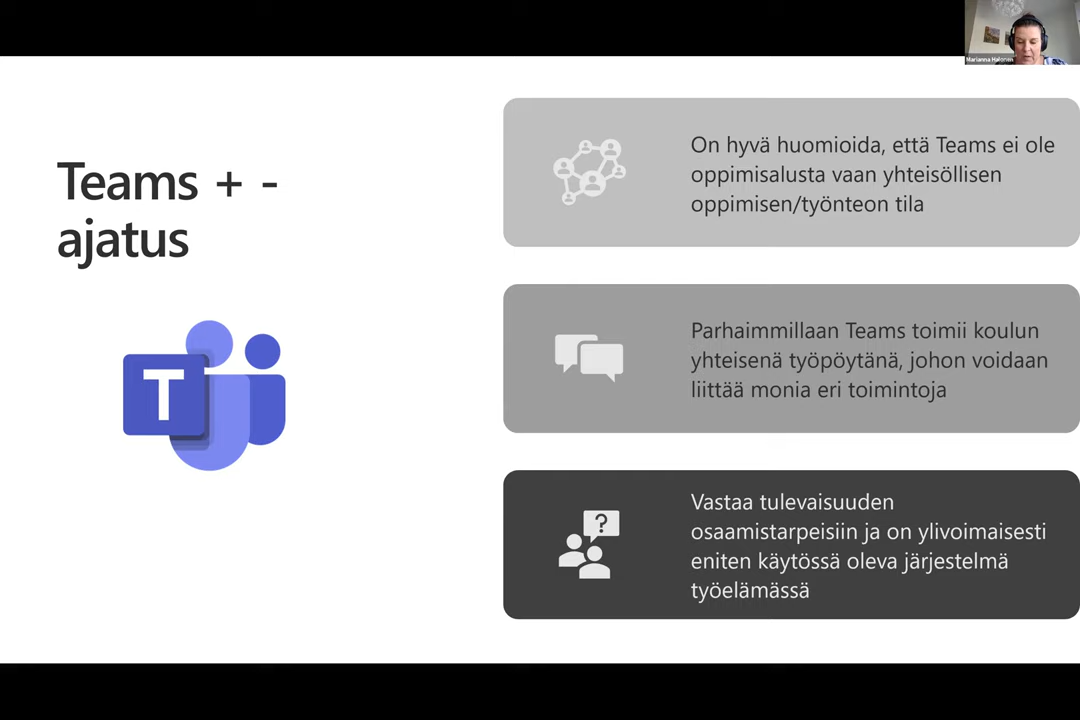 Marianna Halonen
Teams + -
ajatus
T
On hyvä huomioida, että Teams ei ole
oppimisalusta vaan yhteisöllisen
oppimisen/työnteon tila
Parhaimmillaan Teams toimii koulun
yhteisenä työpöytänä, johon voidaan
liittää monia eri toimintoja
?
Vastaa tulevaisuuden
osaamistarpeisiin ja on ylivoimaisesti
eniten käytössä oleva järjestelmä
työelämässä